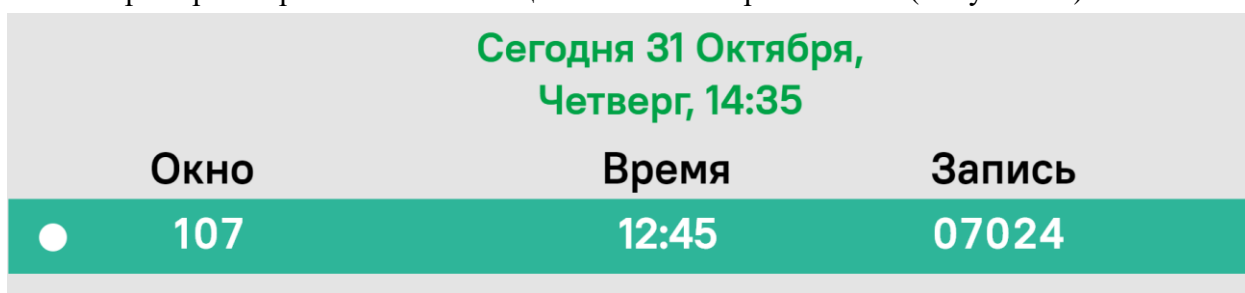 Сегодня 31 Октября,
Четверг, 14:35
Окно Время Запись
107 12:45 07024